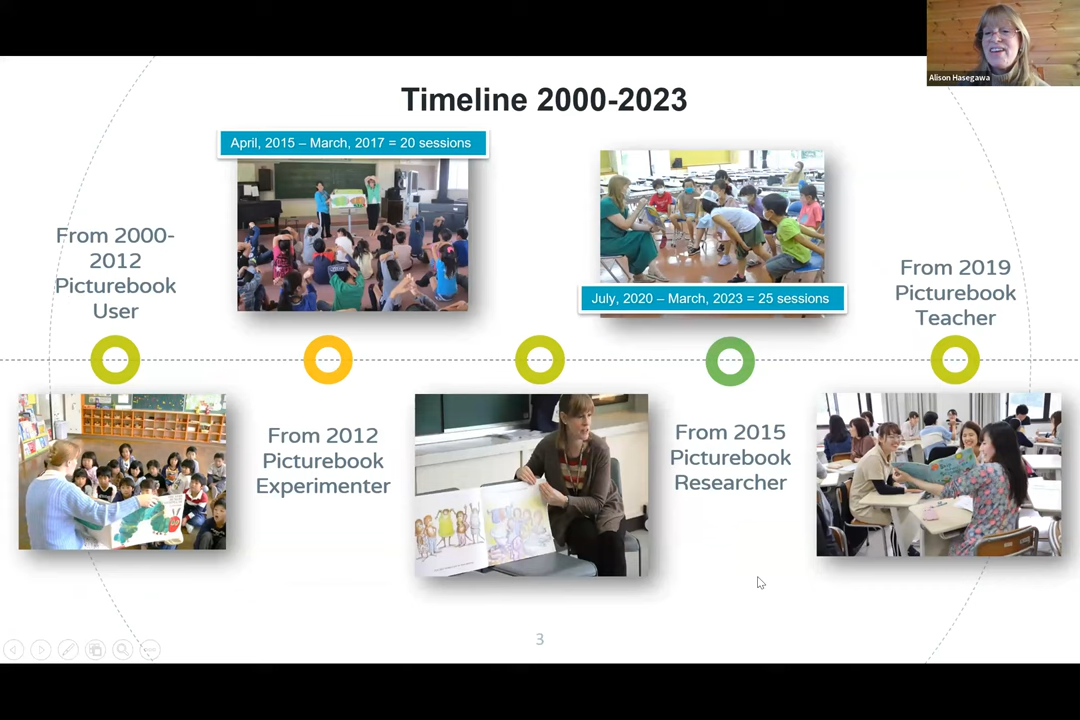 Alison Hasegawa
Timeline 2000-2023
April, 2015 – March, 2017 = 20 sessions
From 2000-
2012
Picturebook
User
July, 2020 – March, 2023 = 25 sessions
From 2019
Picturebook
Teacher
From 2012
Picturebook
Experimenter
From 2015
Picturebook
Researcher
3